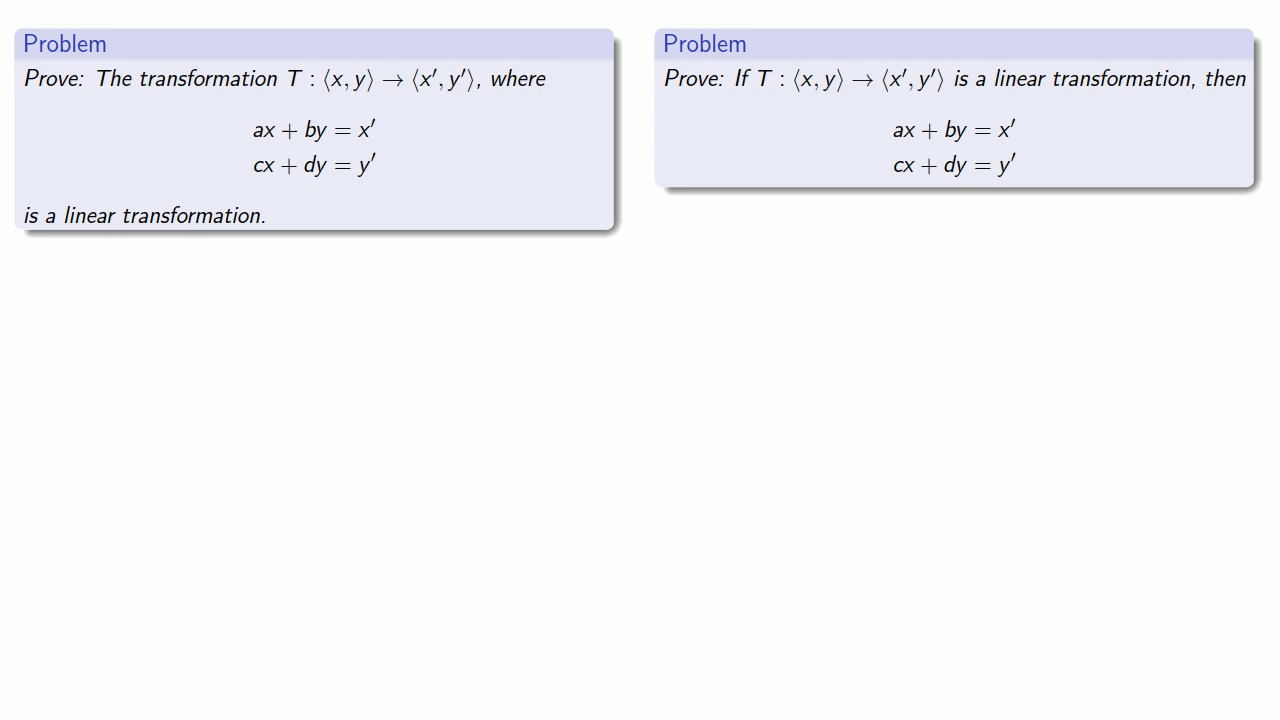 Problem
Prove: The transformation T : ⟨x, y⟩ → ⟨x′, y′⟩, where
ax + by = x′
cx + dy = y′
is a linear transformation.
Problem
Prove: If T : ⟨x, y⟩ → ⟨x′, y′⟩ is a linear transformation, then
ax + by = x′
cx + dy = y′